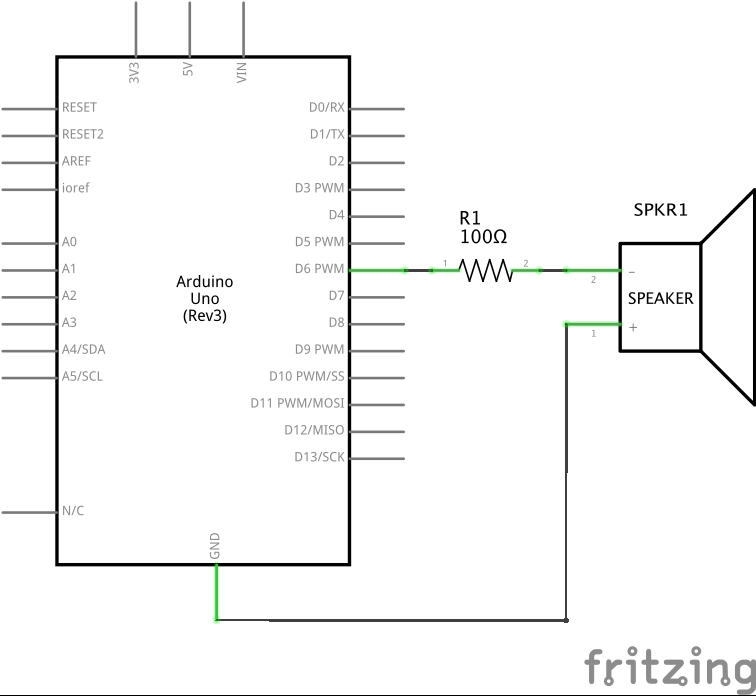 3V3
5V
VIN
RESET
RESET2
AREF
ioref
A0
A1
A2
A3
A4/SDA
A5/SCL
N/C
Arduino
Uno
(Rev3)
D0/RX
D1/TX
D2
D3 PWM
D4
D5 PWM
D6 PWM
D7
D8
D9 PWM
D10 PWM/SS
D11 PWM/MOSI
D12/MISO
D13/SCK
GND
R1
100Ω
1
2
SPKR1
2
−
SPEAKER
1
+
fritzing